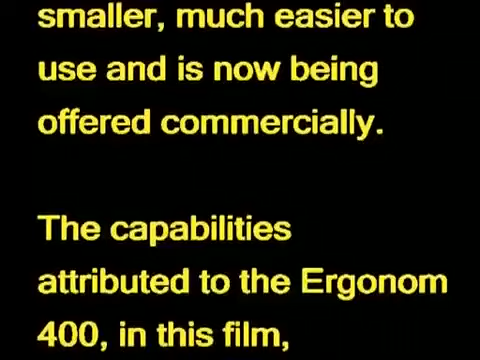 smaller, much easier to
use and is now being
offered commercially.
The capabilities
attributed to the Ergonom
400, in this film,